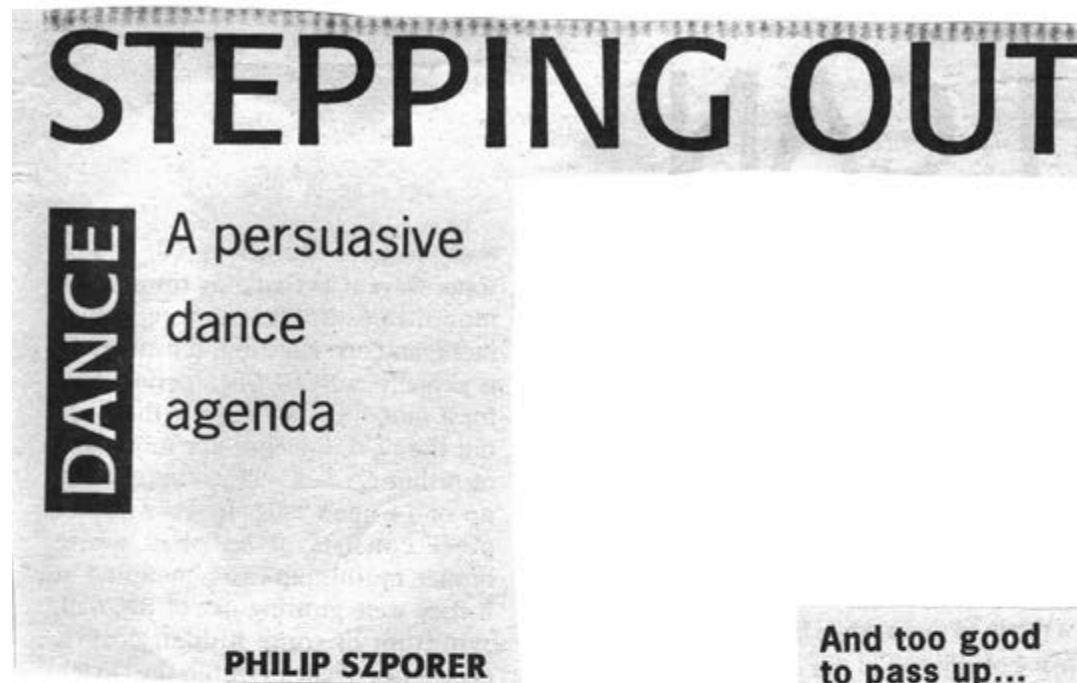 STEPPING OUT
DANCE
A persuasive
dance
agenda
PHILIP SZPORER
And too good
to pass up...